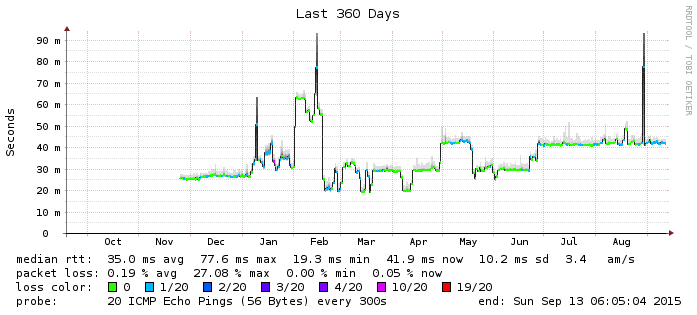 Last 360 Days
RRDTOOL / TOBI OETIKER
Seconds
90 m
80 m
70 m
60 m
50 m
40 m
30 m
20 m
10 m
0
Oct Nov Dec Jan Feb Mar Apr May Jun Jul Aug
median rtt: 35.0 ms avg 77.6 ms max 19.3 ms min 41.9 ms now 10.2 ms sd 3.4 am/s
packet loss: 0.19 % avg 27.08 % max 0.00 % min 0.05 % now
loss color: 0 1/20 2/20 3/20 4/20 10/20 19/20
probe: 20 ICMP Echo Pings (56 Bytes) every 300s end: Sun Sep 13 06:05:04 2015